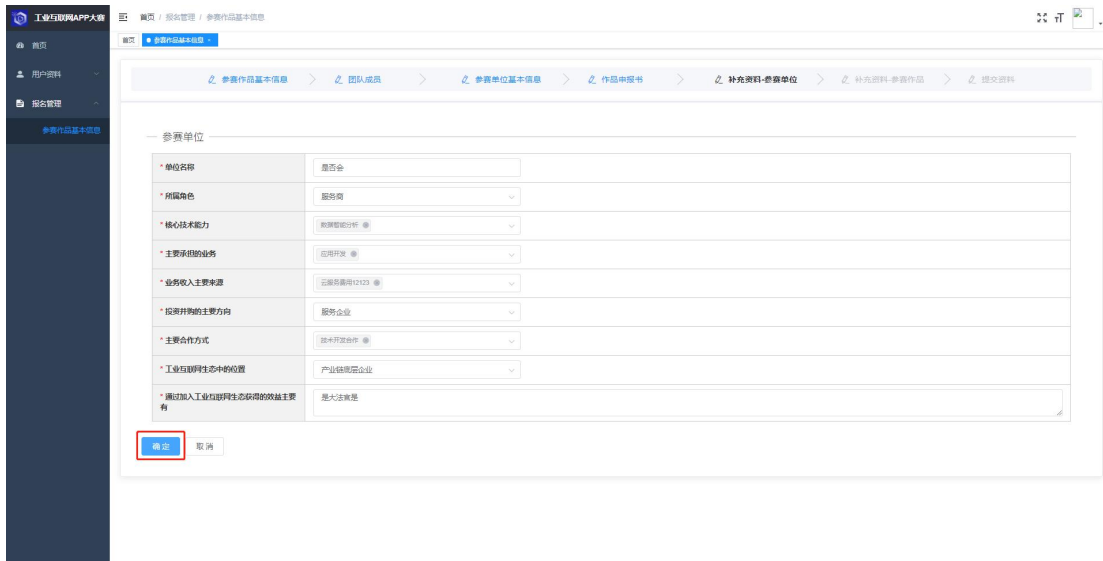 工业互联网APP大赛
首页 / 报名管理 / 参赛作品基本信息
首页
用户资料
报名管理
参赛作品基本信息
首页
参赛作品基本信息 ×
参赛作品基本信息
团队成员
参赛单位基本信息
作品申报书
补充资料-参赛单位
补充资料-参赛作品
提交资料
参赛单位
* 单位名称
是否会
* 所属角色
服务商
* 核心技术能力
数据智能分析
* 主要承担的业务
应用开发
* 业务收入主要来源
云服务费用12123
* 投资并购的主要方向
服务企业
* 主要合作方式
技术开发合作
* 工业互联网生态中的位置
产业链底层企业
* 通过加入工业互联网生态获得的效益主要
有
是大法官是
确定
取消